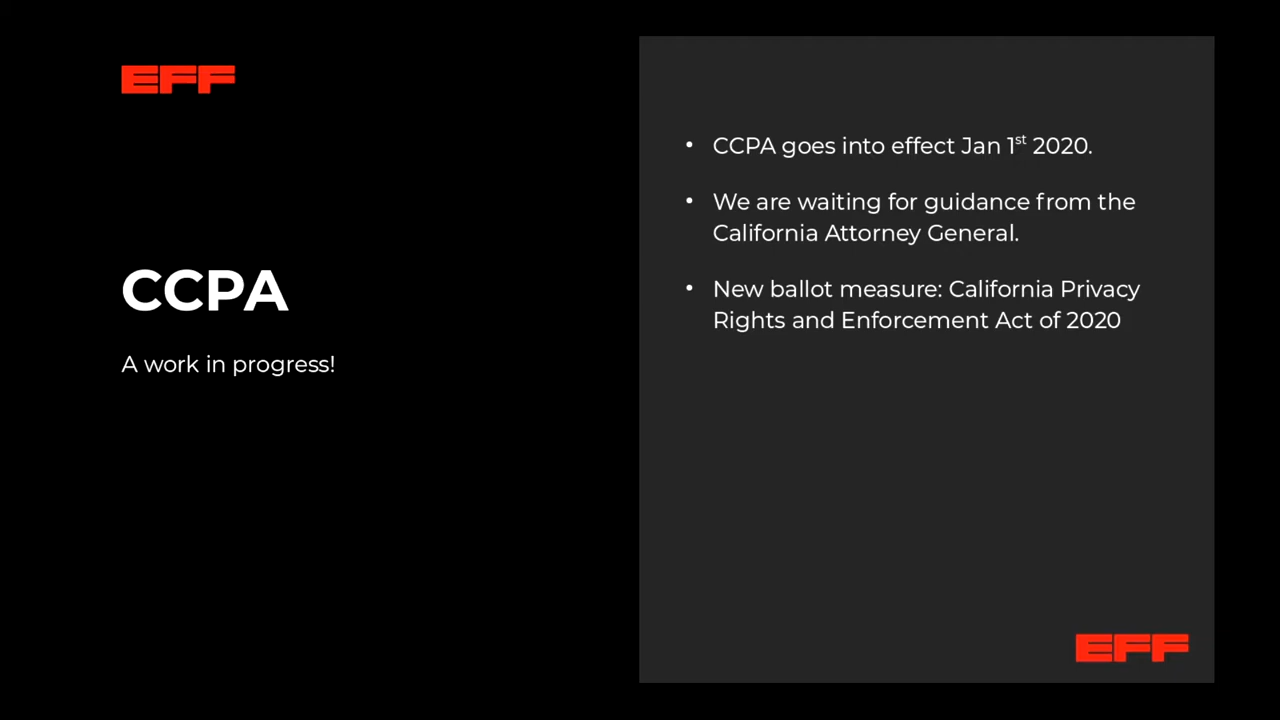 EFF
CCPA
A work in progress!
• CCPA goes into effect Jan 1st 2020.
• We are waiting for guidance from the
California Attorney General.
• New ballot measure: California Privacy
Rights and Enforcement Act of 2020
EFF